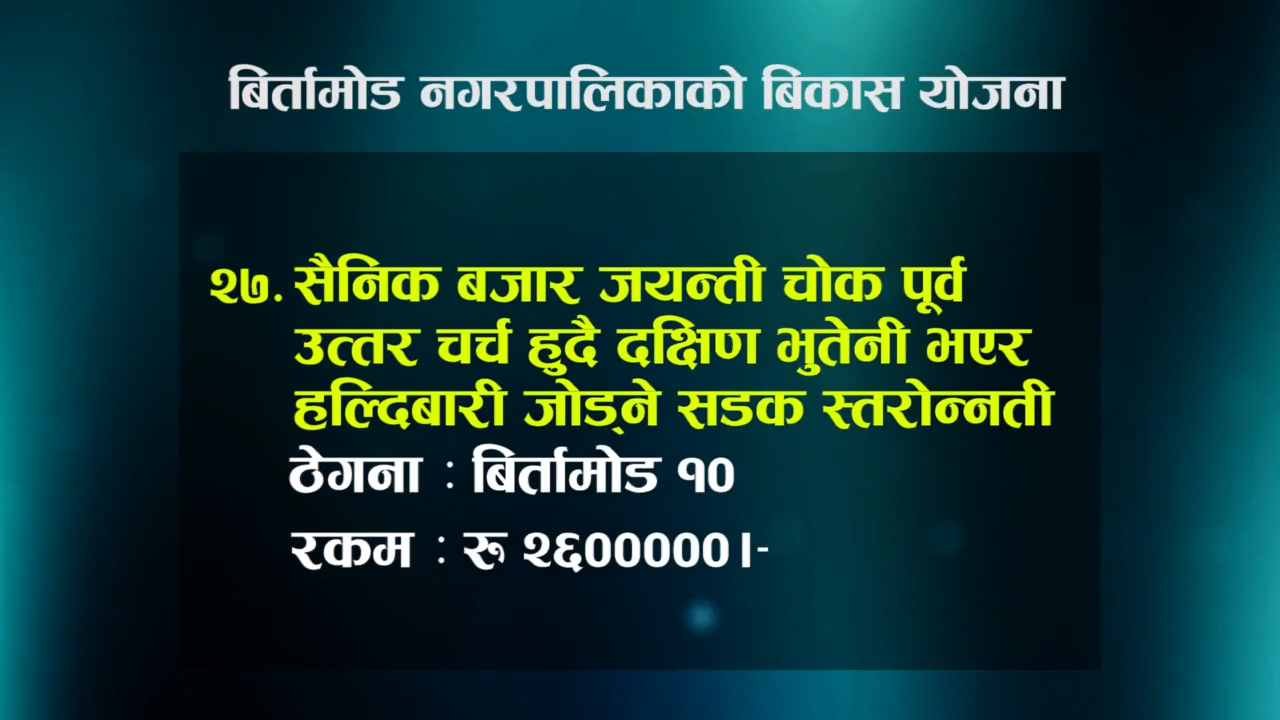 बिर्तामोड नगरपालिकाको बिकास योजना
२७. सैनिक बजार जयन्ती चोक पूर्व
उत्तर चर्च हुदै दक्षिण भुतेनी भएर
हल्दिबारी जोड्ने सडक स्तरोन्नती
ठेगना : बिर्तामोड १०
रकम : रु २६०००००।-